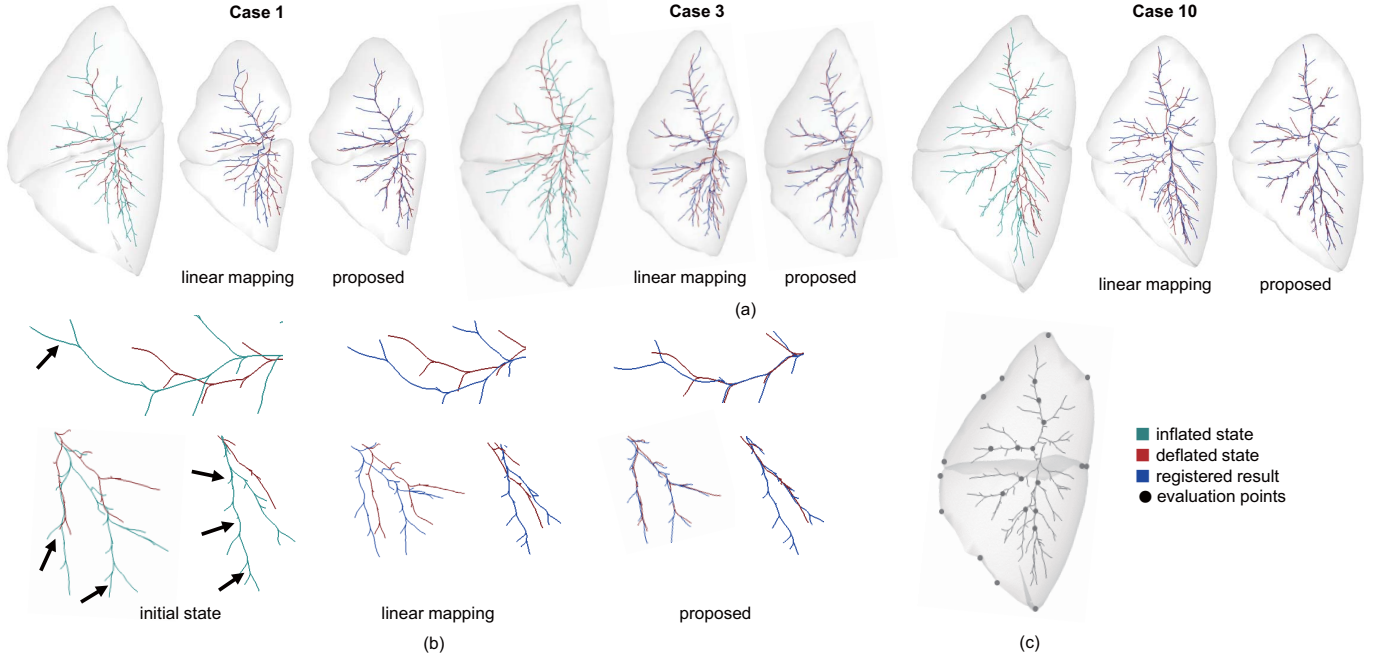 Case 1
Case 3
Case 10
linear mapping
proposed
linear mapping
proposed
linear mapping
proposed
(a)
inflated state
deflated state
registered result
evaluation points
initial state
linear mapping
proposed
(b)
(c)